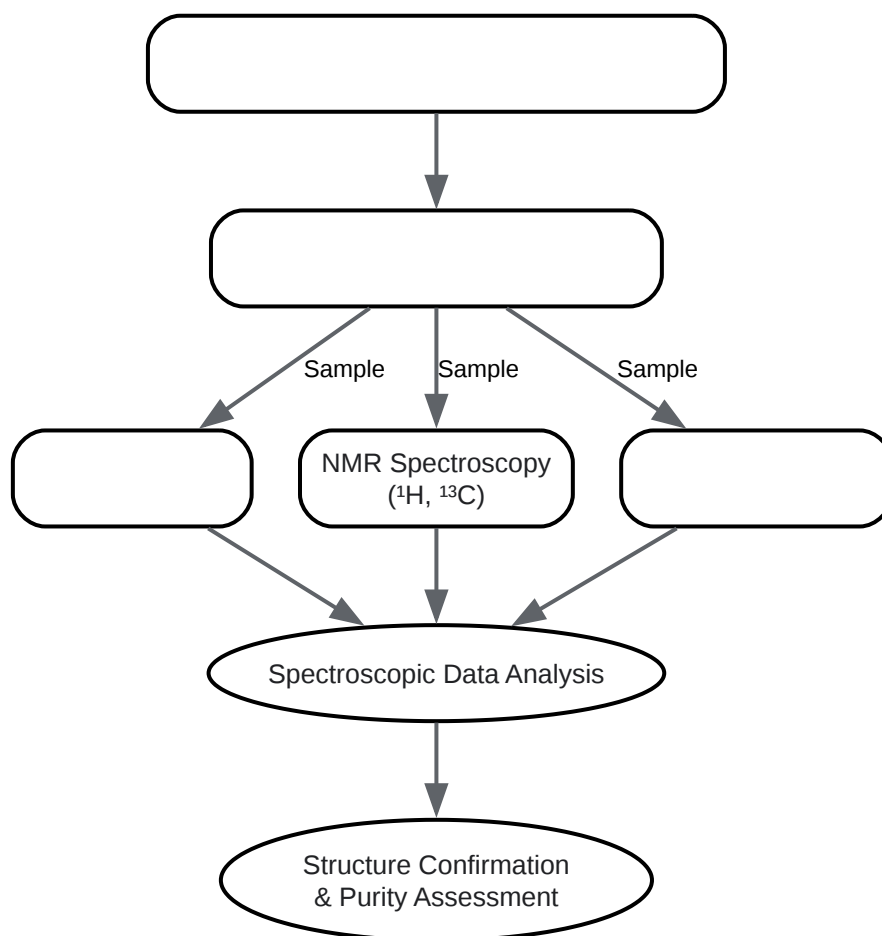 Sample
Sample
Sample
NMR Spectroscopy
(¹H, ¹³C)
Spectroscopic Data Analysis
Structure Confirmation
& Purity Assessment